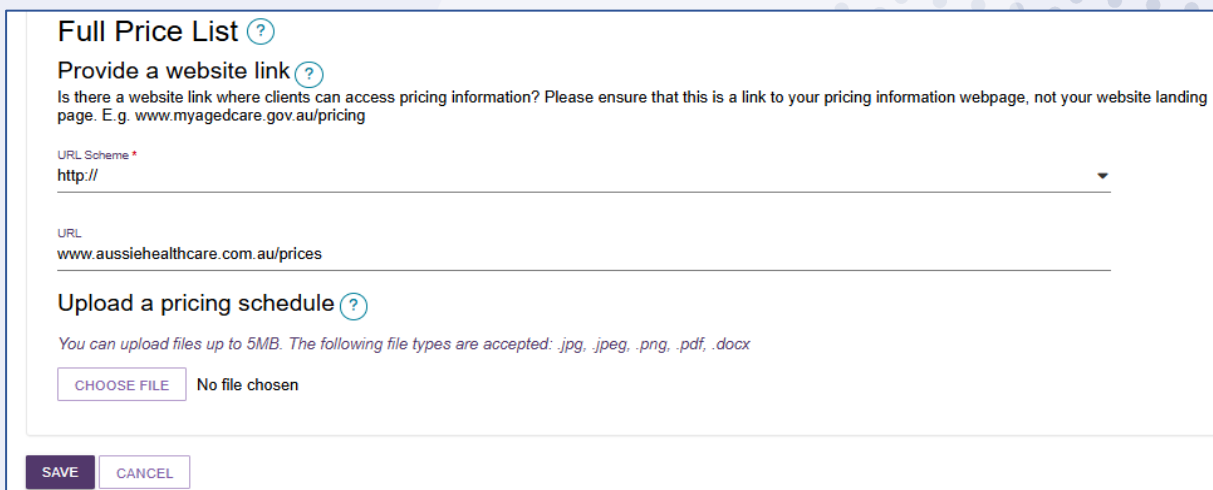 Full Price List ?
Provide a website link ?
Is there a website link where clients can access pricing information? Please ensure that this is a link to your pricing information webpage, not your website landing
page. E.g. www.myagedcare.gov.au/pricing
URL Scheme *
http://
URL
www.aussiehealthcare.com.au/prices
Upload a pricing schedule ?
You can upload files up to 5MB. The following file types are accepted: .jpg, .jpeg, .png, .pdf, .docx
CHOOSE FILE No file chosen
SAVE CANCEL